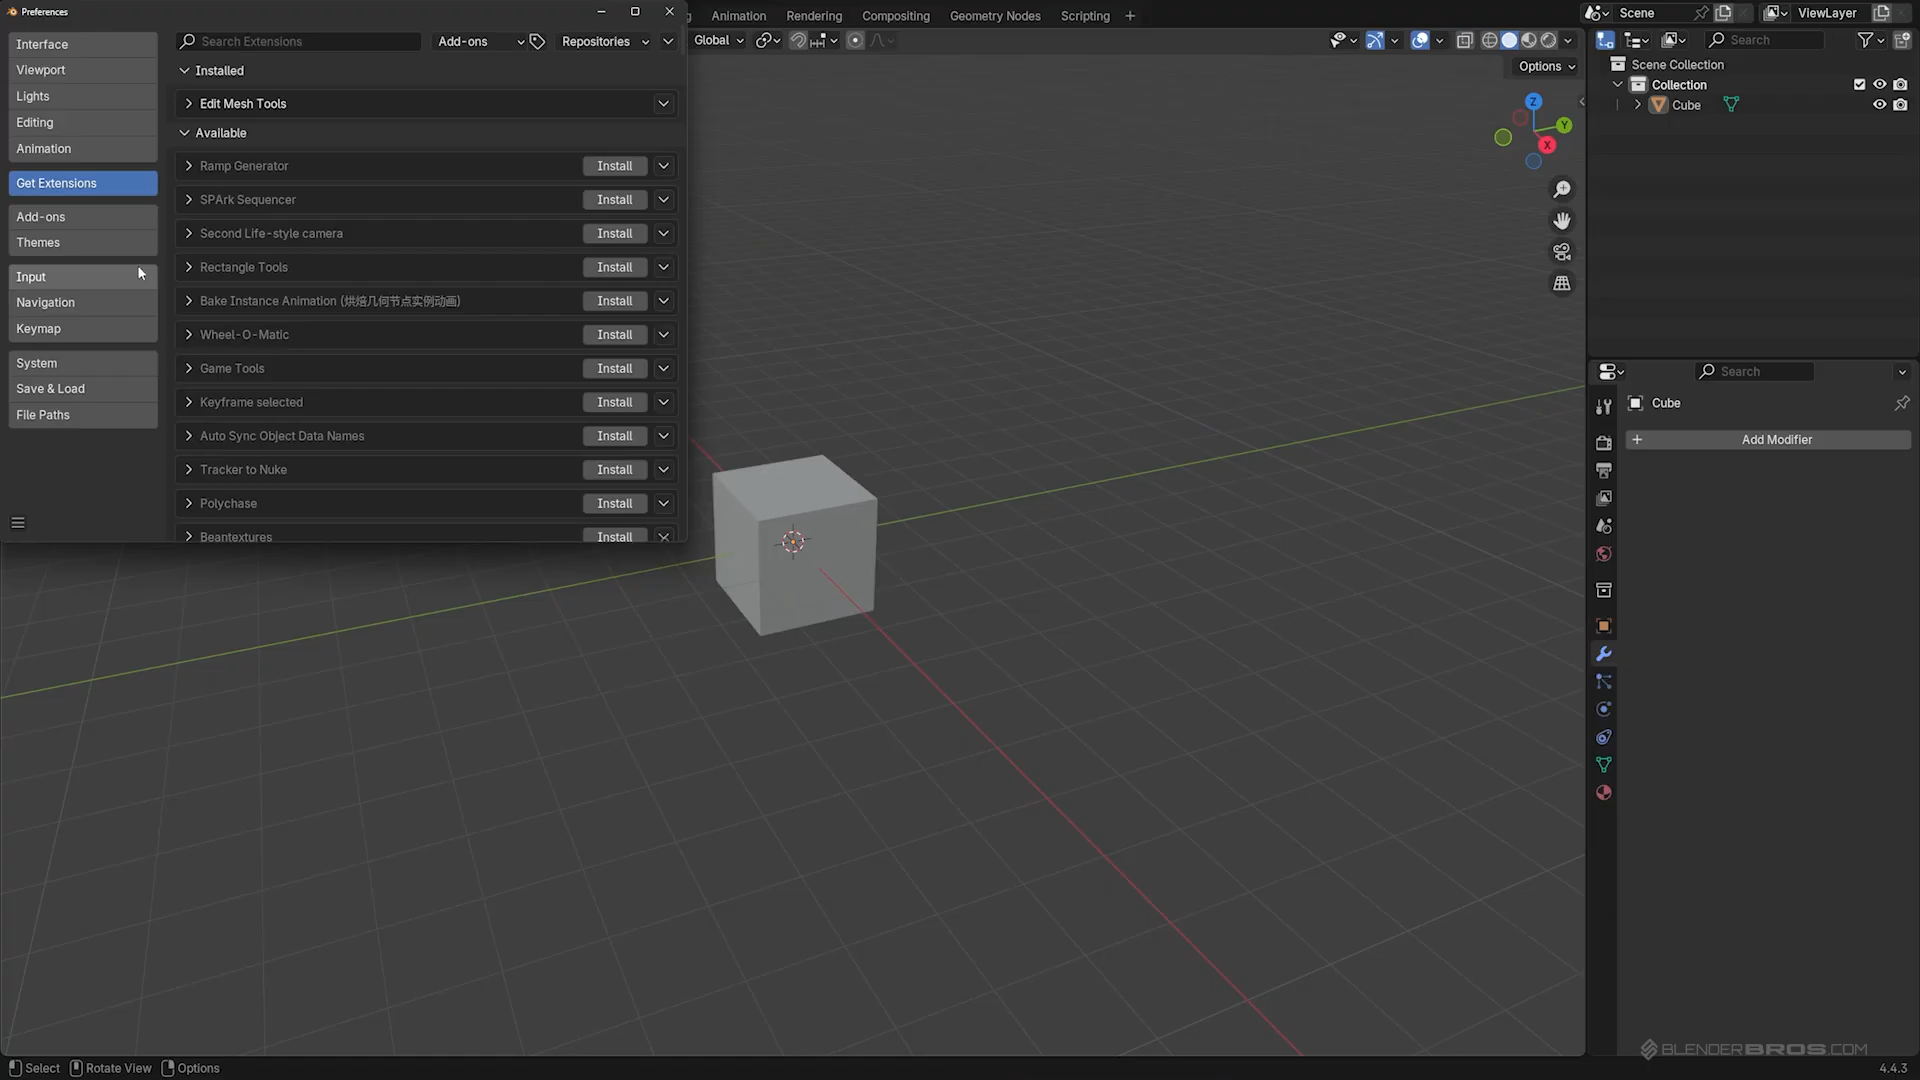 Preferences
Interface
Viewport
Lights
Editing
Animation
Get Extensions
Add-ons
Themes
Input
Navigation
Keymap
System
Save & Load
File Paths
Search Extensions
Add-ons
Repositories
Installed
Edit Mesh Tools
Available
Ramp Generator Install
SPArk Sequencer Install
Second Life-style camera Install
Rectangle Tools Install
Bake Instance Animation (烘焙几何节点实例动画) Install
Wheel-O-Matic Install
Game Tools Install
Keyframe selected Install
Auto Sync Object Data Names Install
Tracker to Nuke Install
Polychase Install
Beantextures Install
Animation Rendering Compositing Geometry Nodes Scripting +
Global
Options
Z
Y
X
Scene
ViewLayer
Search
Scene Collection
Collection
Cube
Search
Cube
+ Add Modifier
BLENDERBROS.COM
Select Rotate View Options
4.4.3